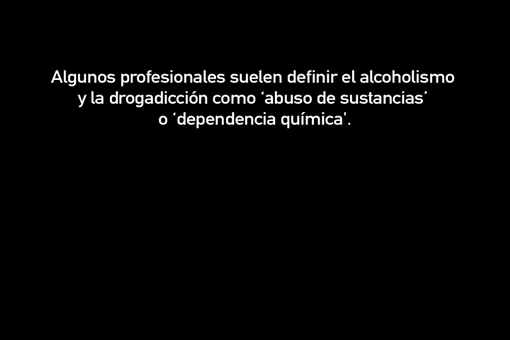 Algunos profesionales suelen definir el alcoholismo
y la drogadicción como ‘abuso de sustancias’
o ‘dependencia química'.